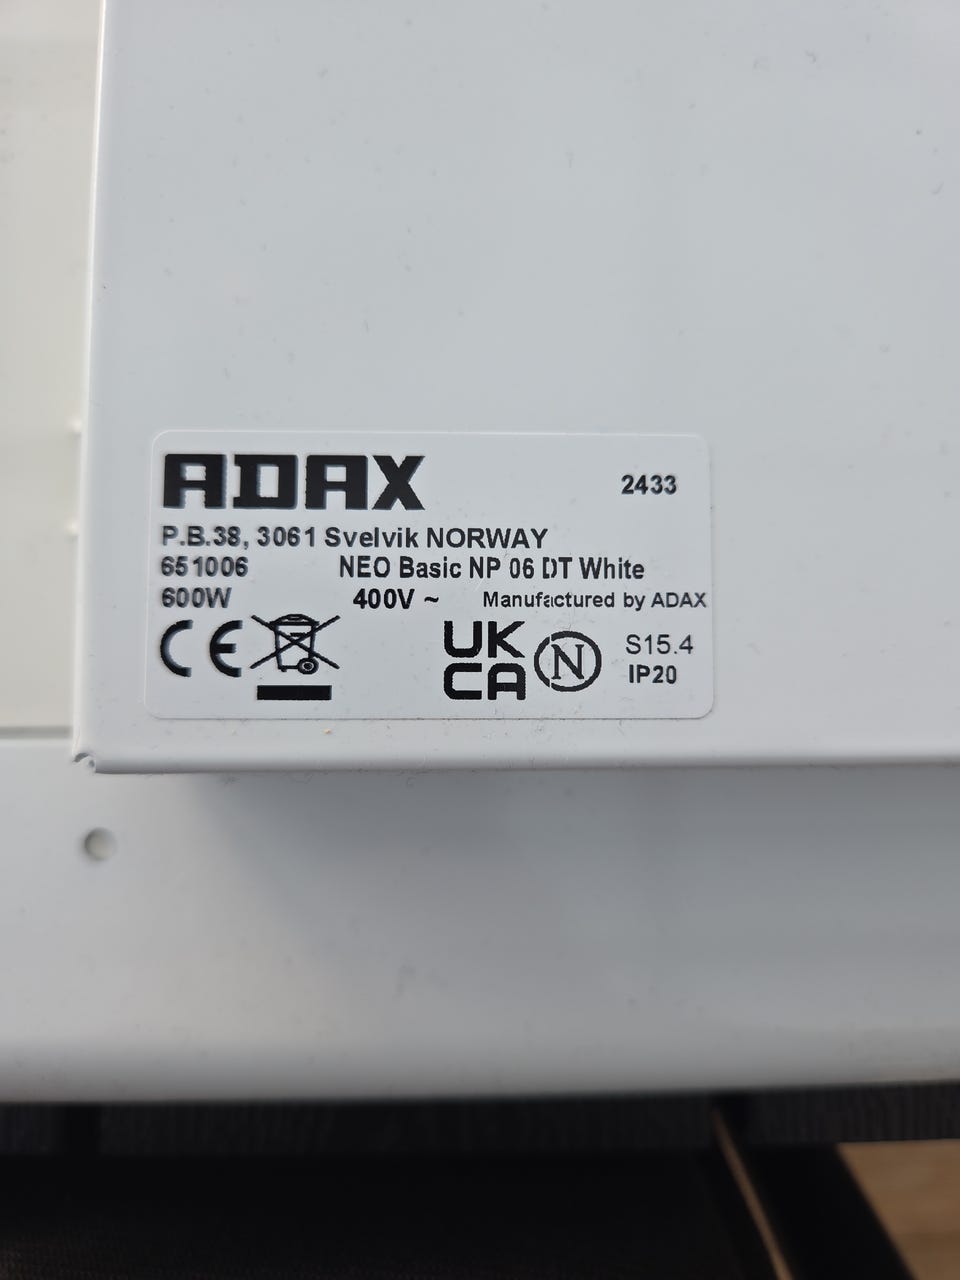 ADAX 2433
P.B.38, 3061 Svelvik NORWAY
651006 NEO Basic NP 06 DT White
600W 400V ~ Manufactured by ADAX
CE UK CA N S15.4
IP20